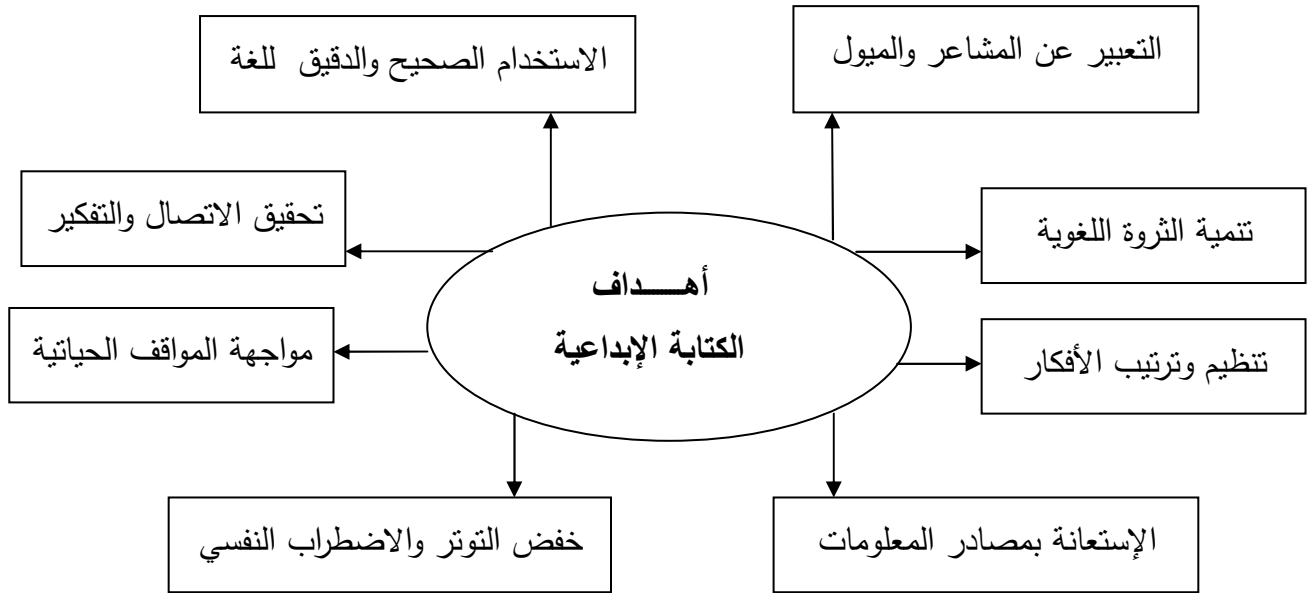 التعبير عن المشاعر والميول
الاستخدام الصحيح والدقيق للغة
تنمية الثروة اللغوية
تحقيق الاتصال والتفكير
أهـــــداف
الكتابة الإبداعية
تنظيم وترتيب الأفكار
مواجهة المواقف الحياتية
الإستعانة بمصادر المعلومات
خفض التوتر والاضطراب النفسي